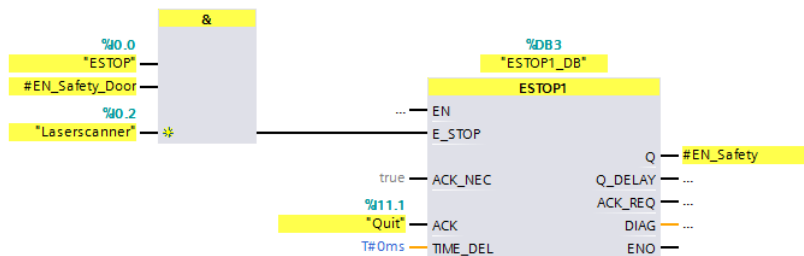 &
%I0.0
"ESTOP"
#EN_Safety_Door
%I0.2
"Laserscanner"
%DB3
"ESTOP1_DB"
ESTOP1
... EN
E_STOP
Q #EN_Safety
true ACK_NEC Q_DELAY ...
ACK_REQ ...
%I11.1
"Quit" ACK DIAG ...
T#0ms TIME_DEL ENO